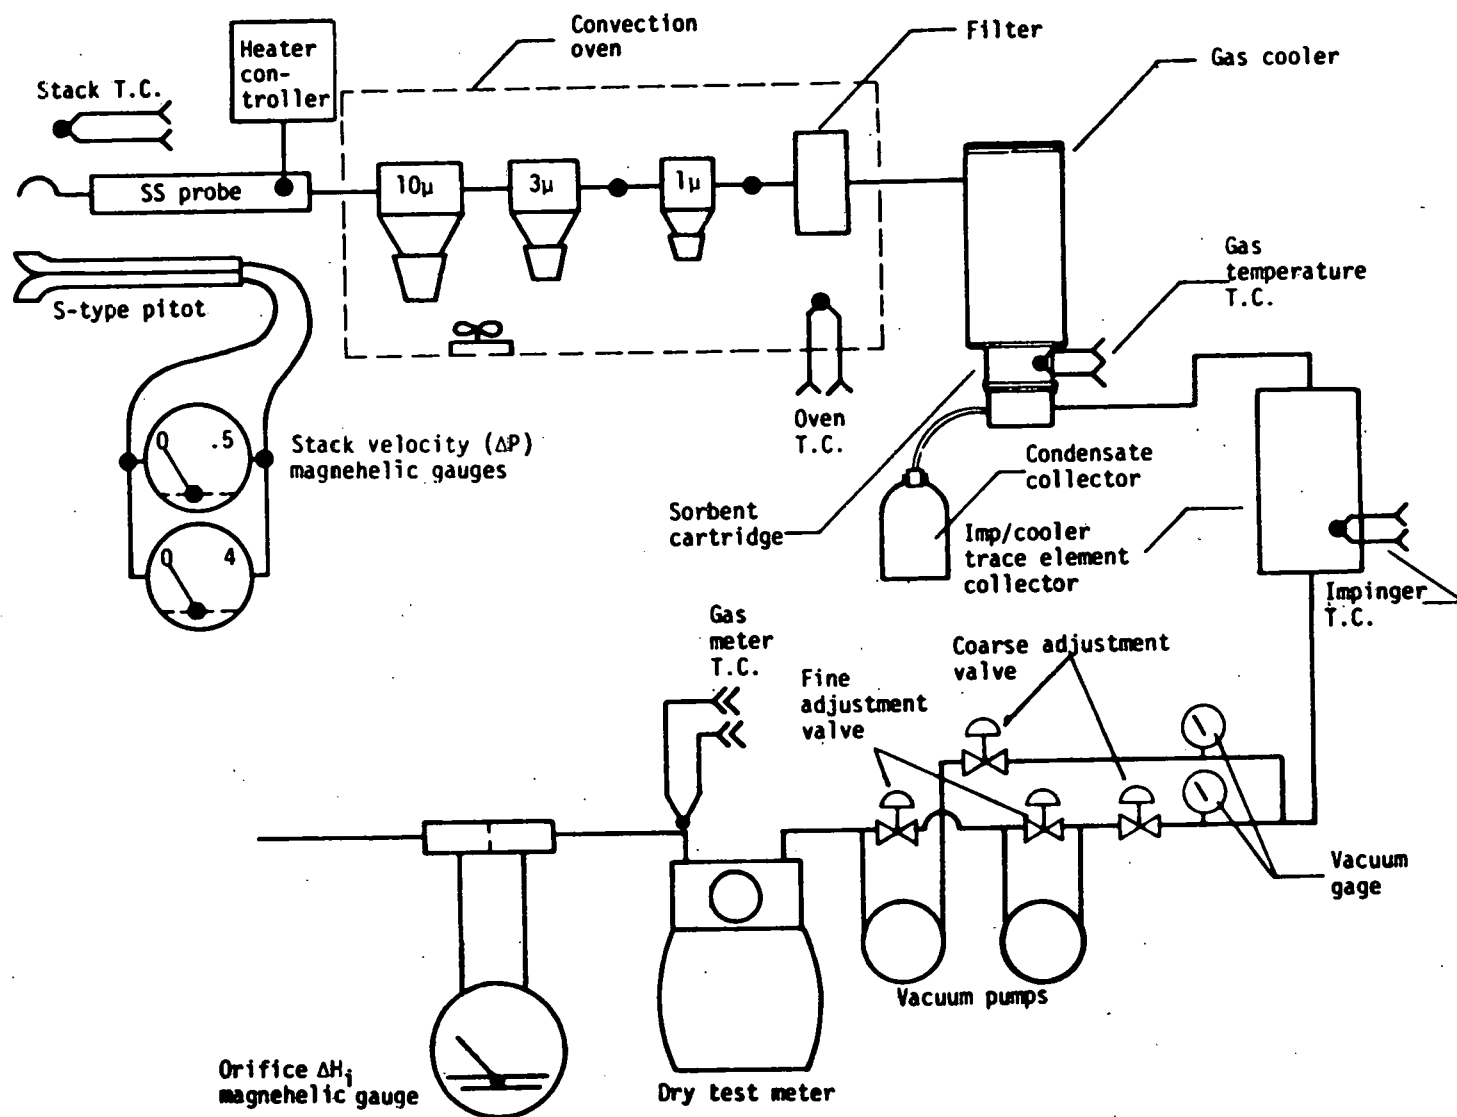 Convection
oven
Filter
Gas cooler
Heater
con-
troller
Stack T.C.
SS probe
10μ
3μ
1μ
S-type pitot
Gas
temperature
T.C.
Oven
T.C.
0 .5
Stack velocity (ΔP)
magnehelic gauges
0 4
Condensate
collector
Sorbent
cartridge
Imp/cooler
trace element
collector
Impinger
T.C.
Gas
meter
T.C.
Coarse adjustment
valve
Fine
adjustment
valve
Vacuum
gage
Vacuum pumps
Orifice ΔHi
magnehelic gauge
Dry test meter